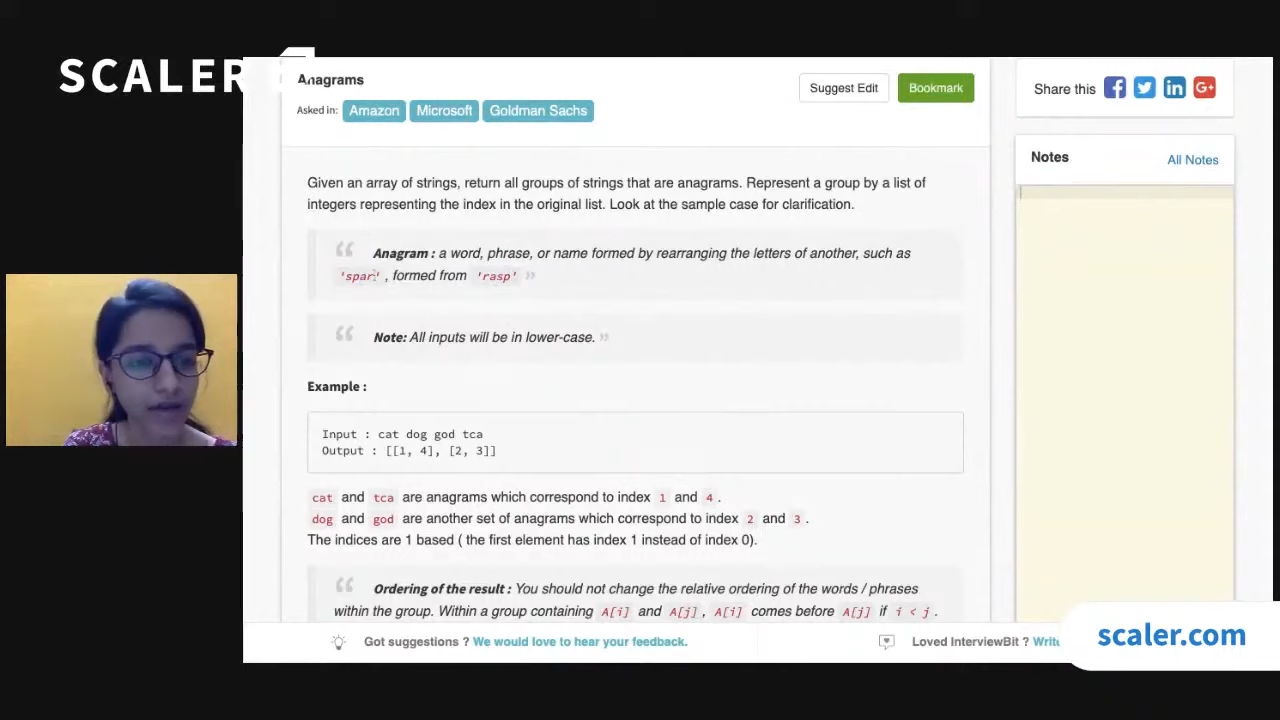 SCALER
Anagrams
Suggest Edit
Bookmark
Share this
Asked in: Amazon Microsoft Goldman Sachs
Notes
All Notes
Given an array of strings, return all groups of strings that are anagrams. Represent a group by a list of
integers representing the index in the original list. Look at the sample case for clarification.
“ Anagram : a word, phrase, or name formed by rearranging the letters of another, such as
'spar' , formed from 'rasp' ”
“ Note: All inputs will be in lower-case. ”
Example :
Input : cat dog god tca
Output : [[1, 4], [2, 3]]
cat and tca are anagrams which correspond to index 1 and 4 .
dog and god are another set of anagrams which correspond to index 2 and 3 .
The indices are 1 based ( the first element has index 1 instead of index 0).
“ Ordering of the result : You should not change the relative ordering of the words / phrases
within the group. Within a group containing A[i] and A[j] , A[i] comes before A[j] if i < j .
Got suggestions ? We would love to hear your feedback.
Loved InterviewBit ? Write
scaler.com